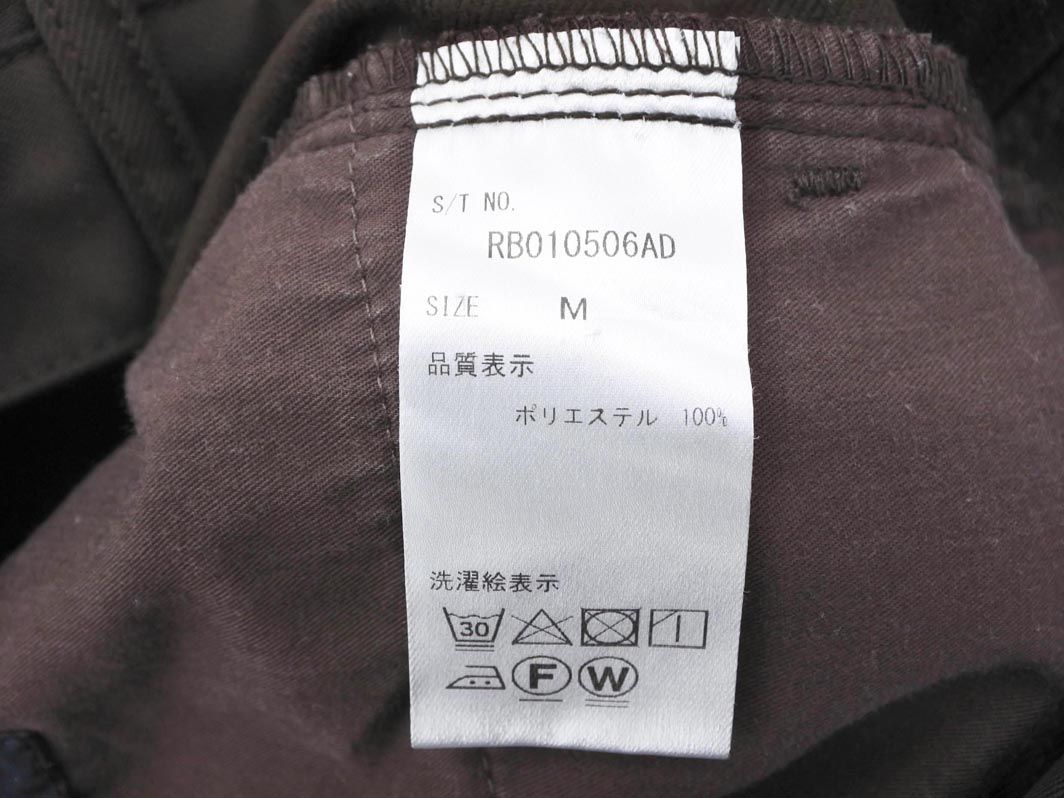 S/T NO.
RB010506AD
SIZE M
品質表示
ポリエステル 100%
洗濯絵表示
30
F W